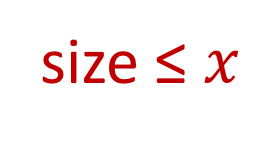 size ≤ 𝑥